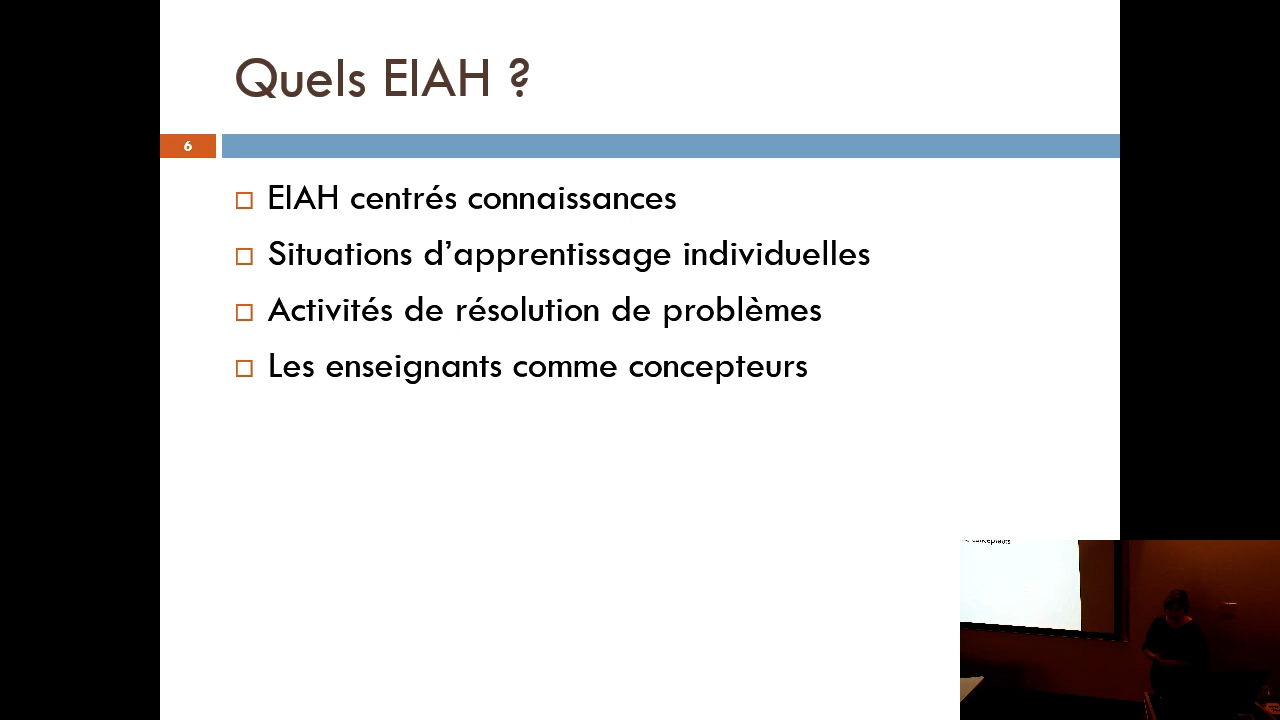 Quels EIAH ?
6
EIAH centrés connaissances
Situations d’apprentissage individuelles
Activités de résolution de problèmes
Les enseignants comme concepteurs